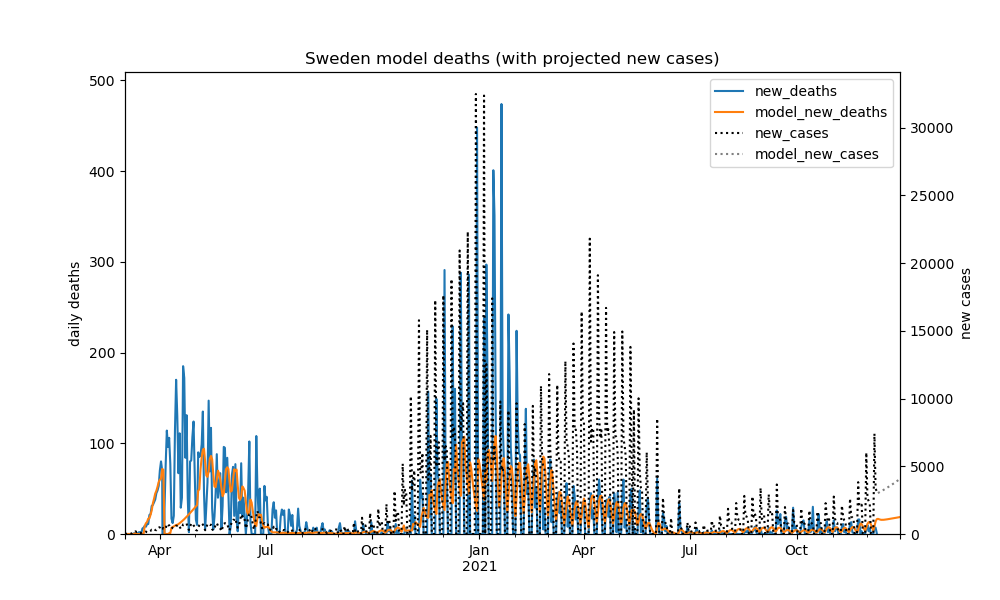 Sweden model deaths (with projected new cases)
new_deaths
model_new_deaths
new_cases
model_new_cases
daily deaths
500
400
300
200
100
0
new cases
30000
25000
20000
15000
10000
5000
0
Apr
Jul
Oct
Jan
2021
Apr
Jul
Oct